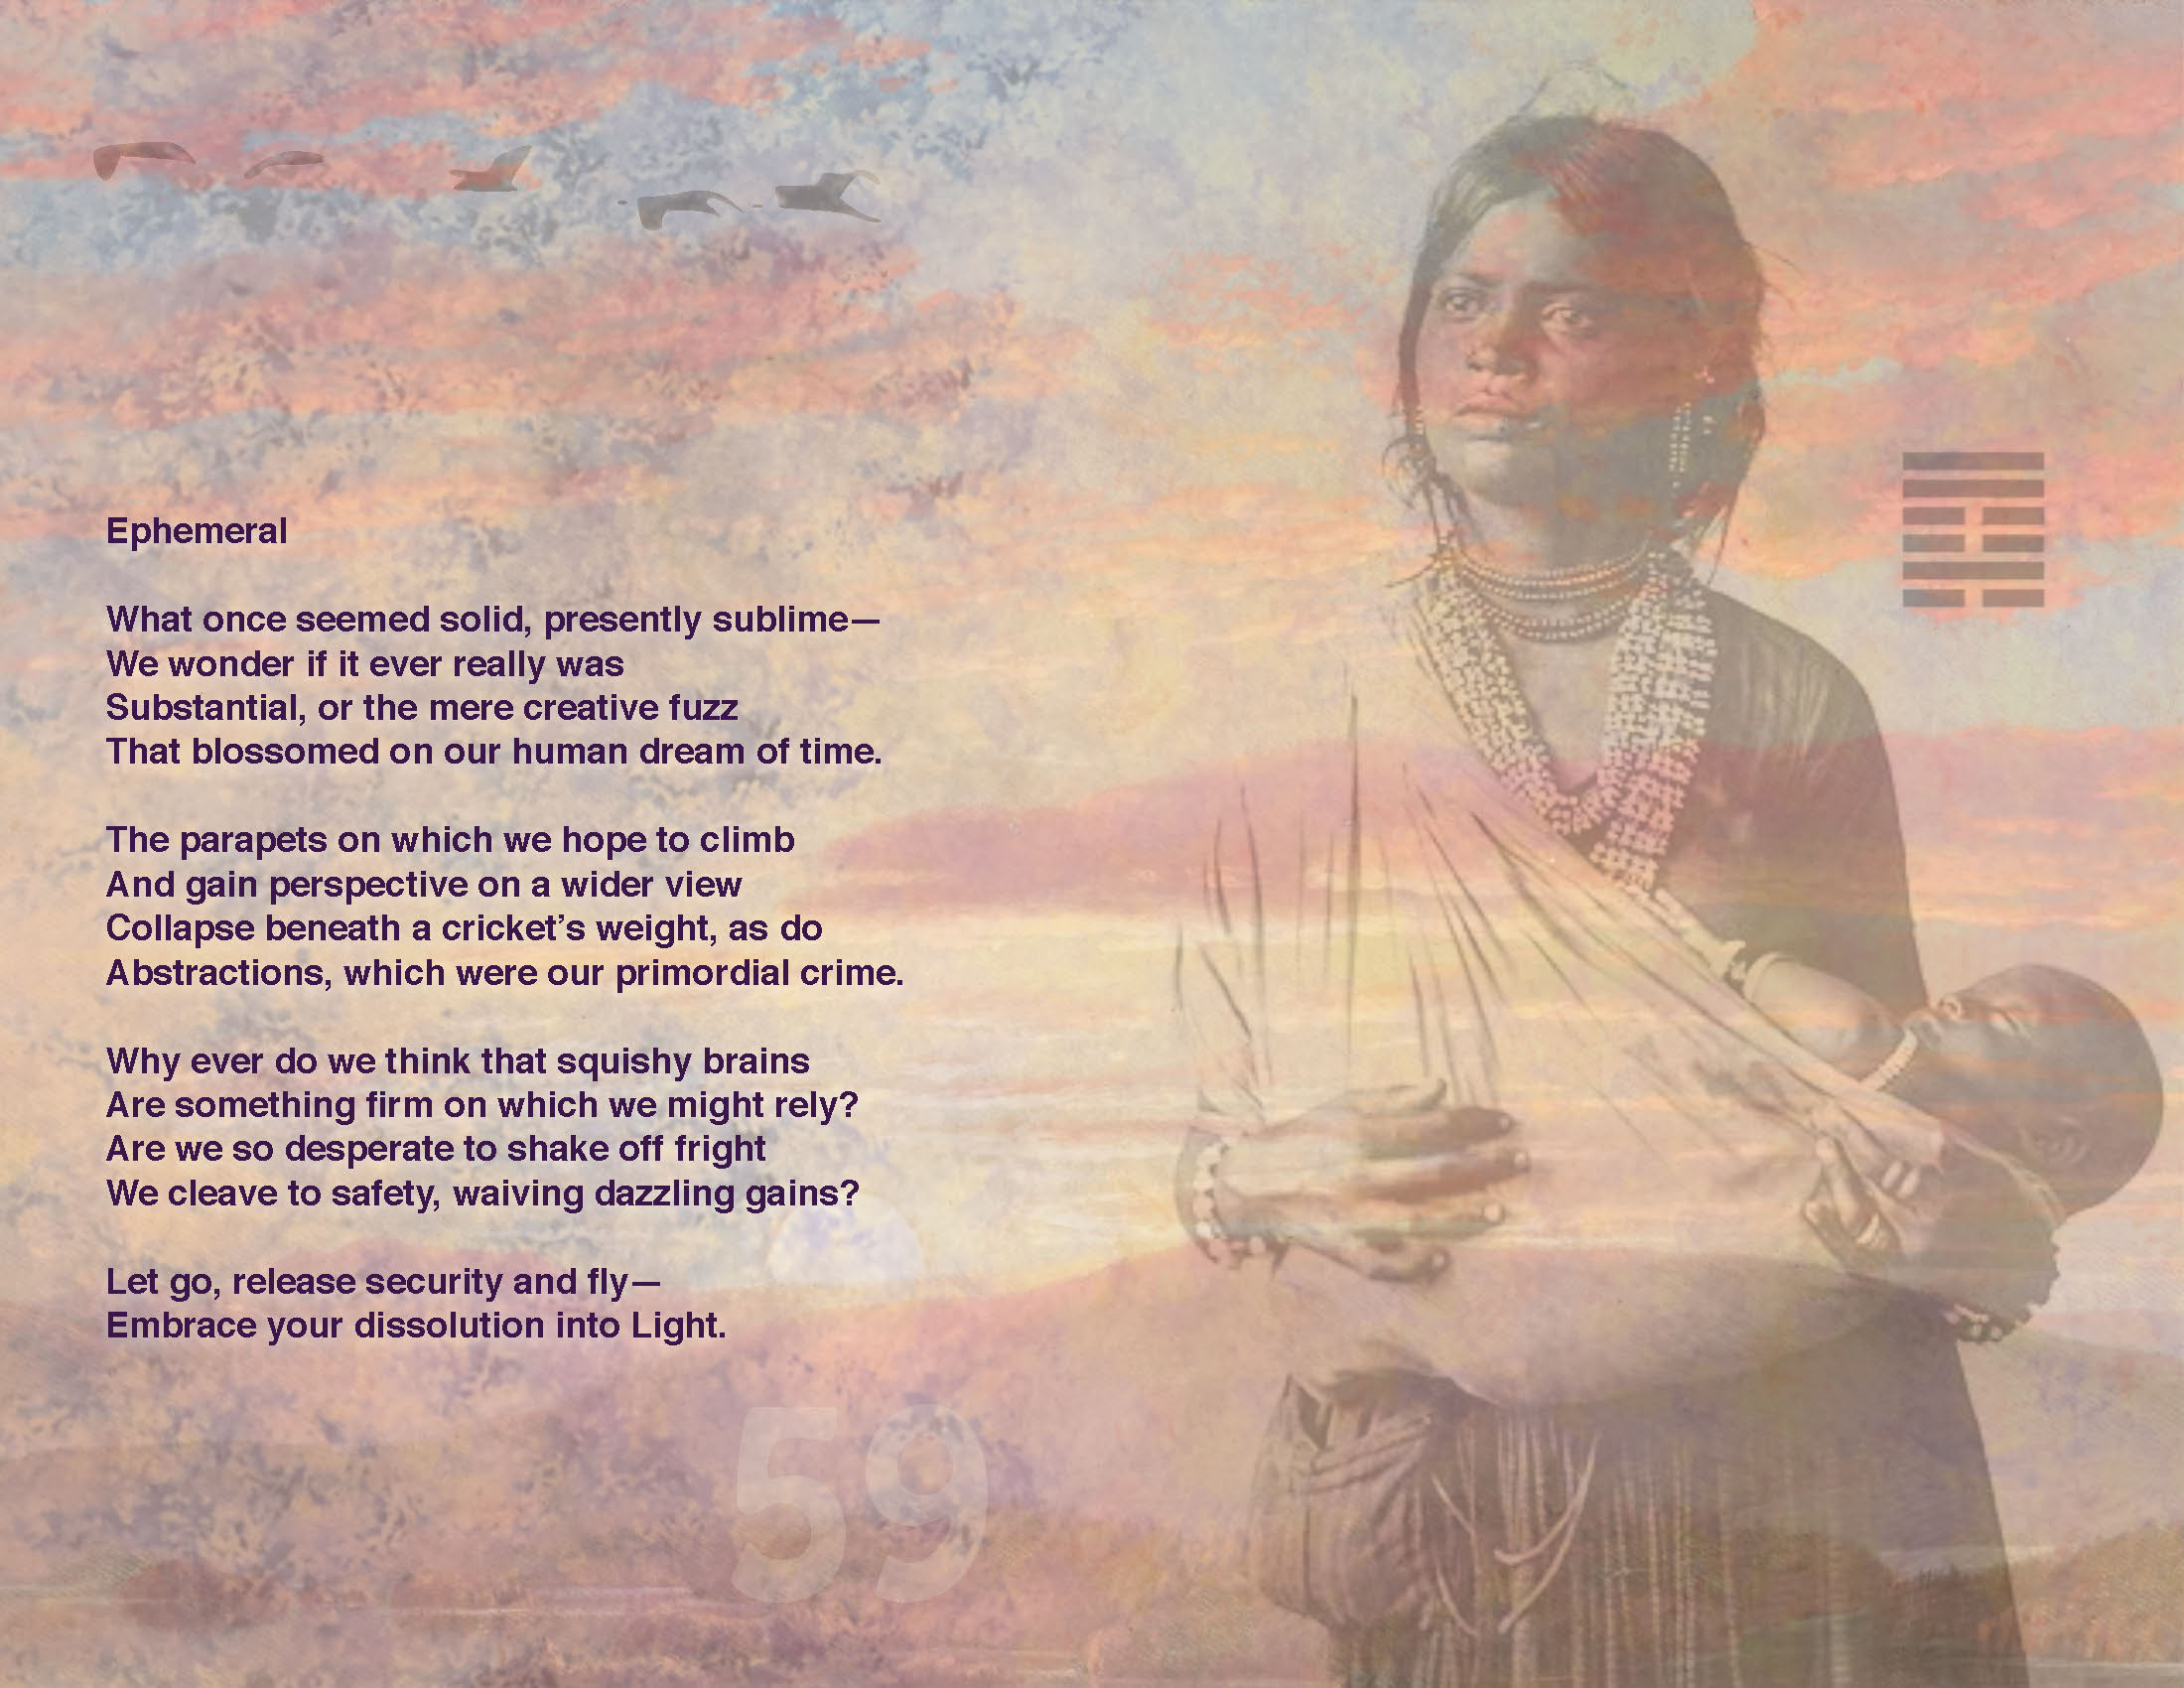 Ephemeral
What once seemed solid, presently sublime—
We wonder if it ever really was
Substantial, or the mere creative fuzz
That blossomed on our human dream of time.
The parapets on which we hope to climb
And gain perspective on a wider view
Collapse beneath a cricket’s weight, as do
Abstractions, which were our primordial crime.
Why ever do we think that squishy brains
Are something firm on which we might rely?
Are we so desperate to shake off fright
We cleave to safety, waiving dazzling gains?
Let go, release security and fly—
Embrace your dissolution into Light.
59